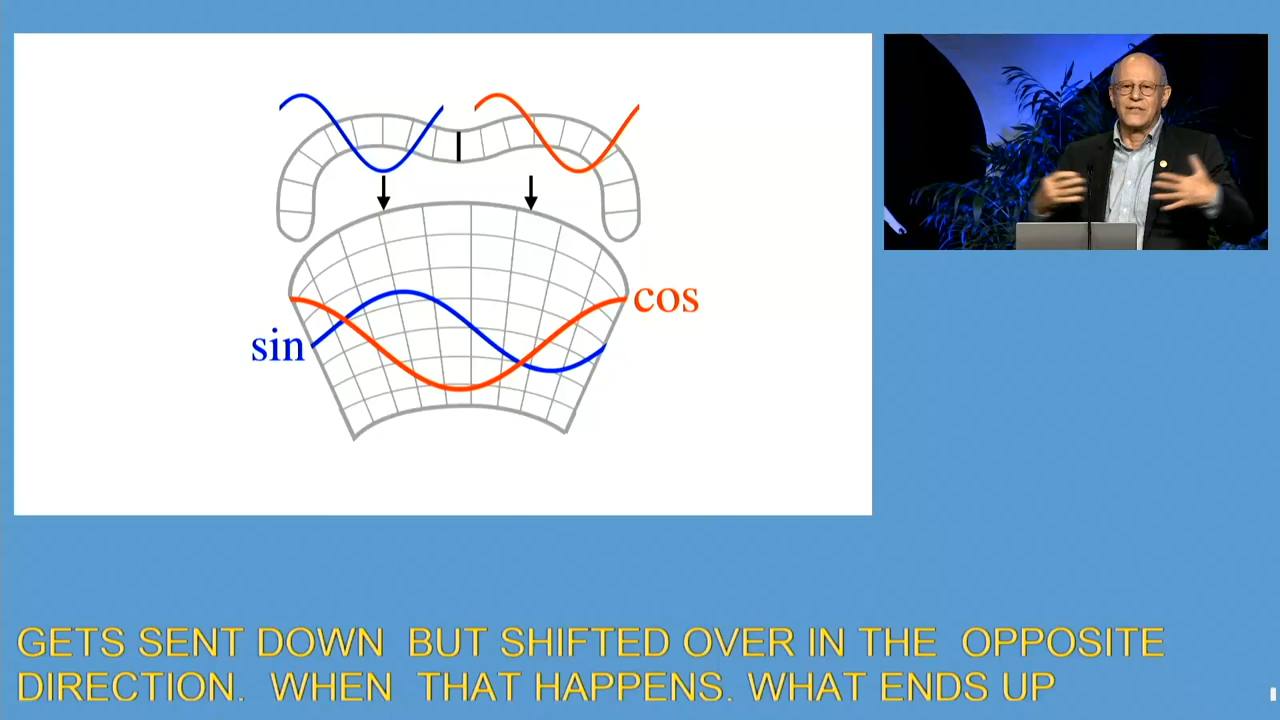 cos
sin
GETS SENT DOWN BUT SHIFTED OVER IN THE OPPOSITE
DIRECTION. WHEN THAT HAPPENS. WHAT ENDS UP